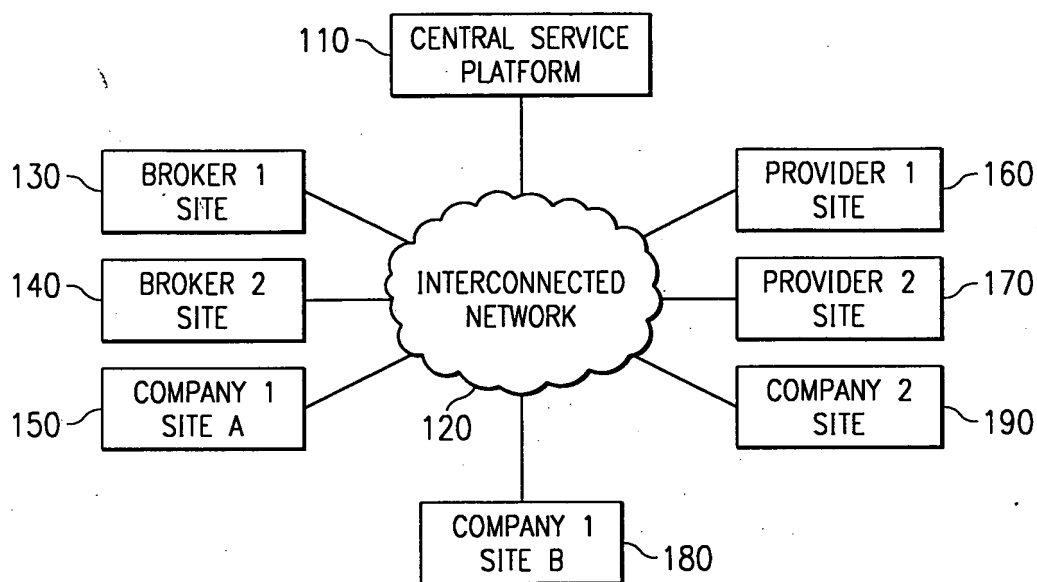 110
CENTRAL SERVICE
PLATFORM
130
BROKER 1
SITE
PROVIDER 1
SITE
160
140
BROKER 2
SITE
INTERCONNECTED
NETWORK
PROVIDER 2
SITE
170
150
COMPANY 1
SITE A
120
COMPANY 2
SITE
190
COMPANY 1
SITE B
180